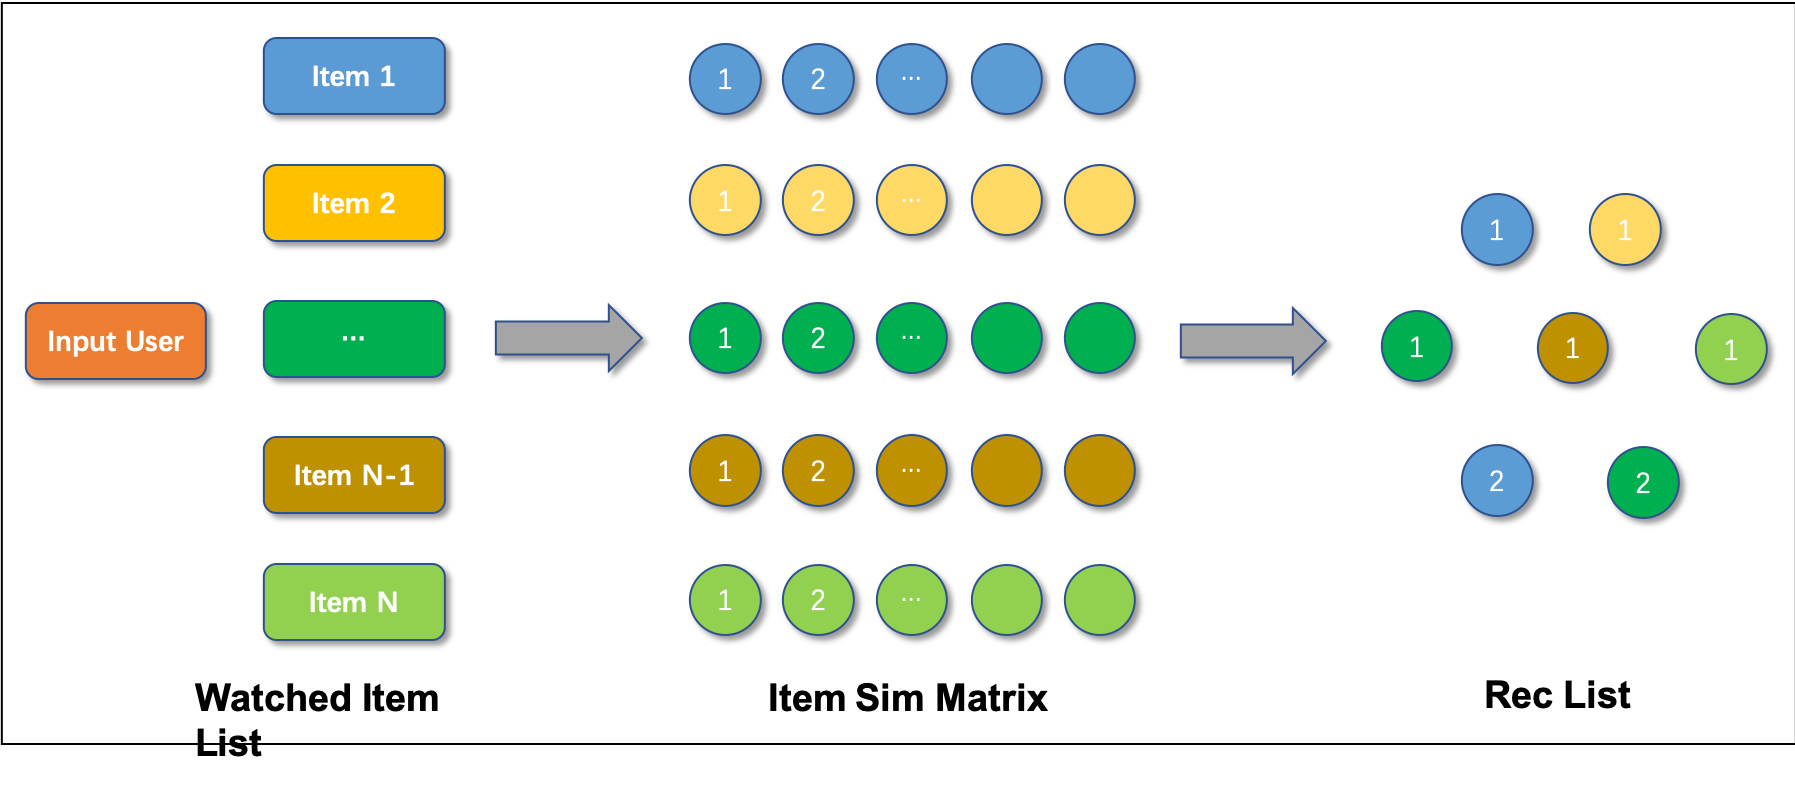 Item 1
1 2 ...
Item 2
1 2 ...
1 1
Input User
...
1 2 ...
1 1 1
Item N-1
1 2 ...
2 2
Item N
1 2 ...
Watched Item
List
Item Sim Matrix
Rec List